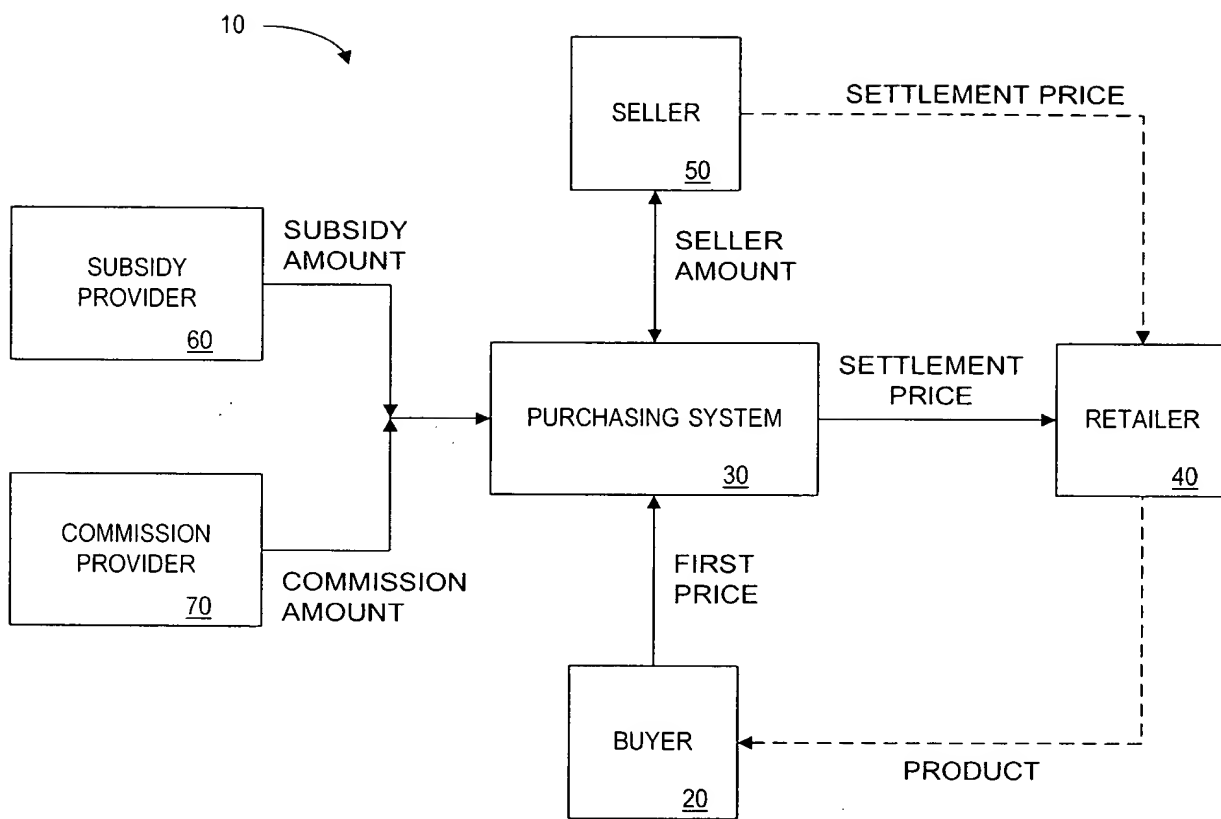 10
SELLER
50
SETTLEMENT PRICE
SUBSIDY
AMOUNT
SUBSIDY
PROVIDER
60
SELLER
AMOUNT
SETTLEMENT
PRICE
PURCHASING SYSTEM
30
RETAILER
40
COMMISSION
PROVIDER
70
COMMISSION
AMOUNT
FIRST
PRICE
BUYER
20
PRODUCT